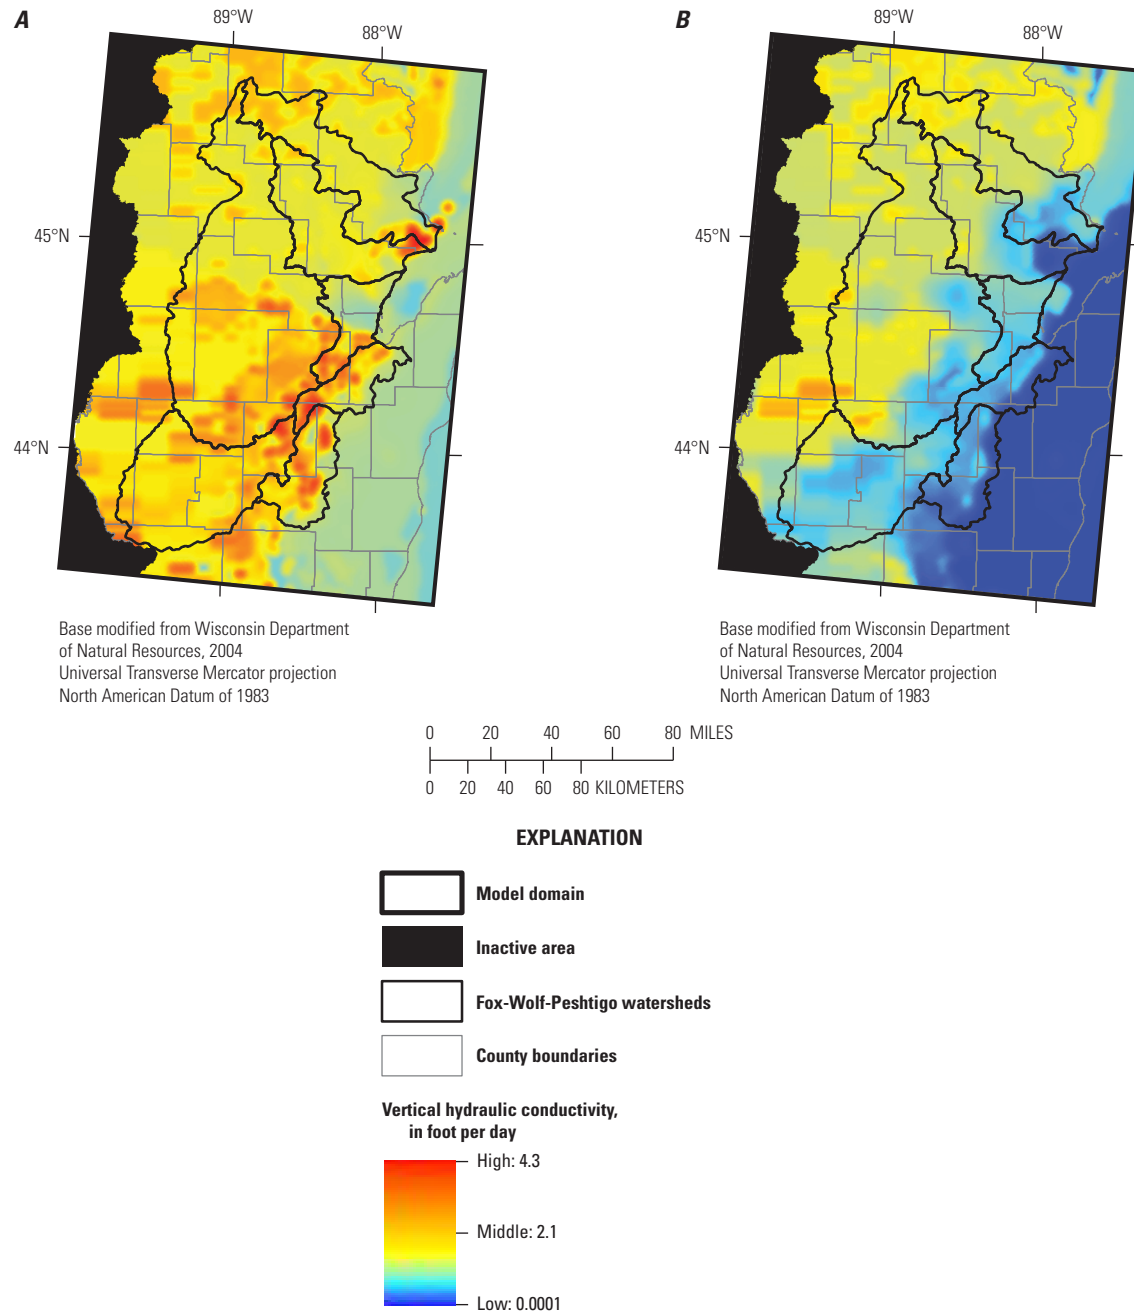 A
89°W
88°W
45°N
44°N
Base modified from Wisconsin Department
of Natural Resources, 2004
Universal Transverse Mercator projection
North American Datum of 1983
B
89°W
88°W
45°N
44°N
Base modified from Wisconsin Department
of Natural Resources, 2004
Universal Transverse Mercator projection
North American Datum of 1983
0 20 40 60 80 MILES
0 20 40 60 80 KILOMETERS
EXPLANATION
Model domain
Inactive area
Fox-Wolf-Peshtigo watersheds
County boundaries
Vertical hydraulic conductivity,
in foot per day
High: 4.3
Middle: 2.1
Low: 0.0001